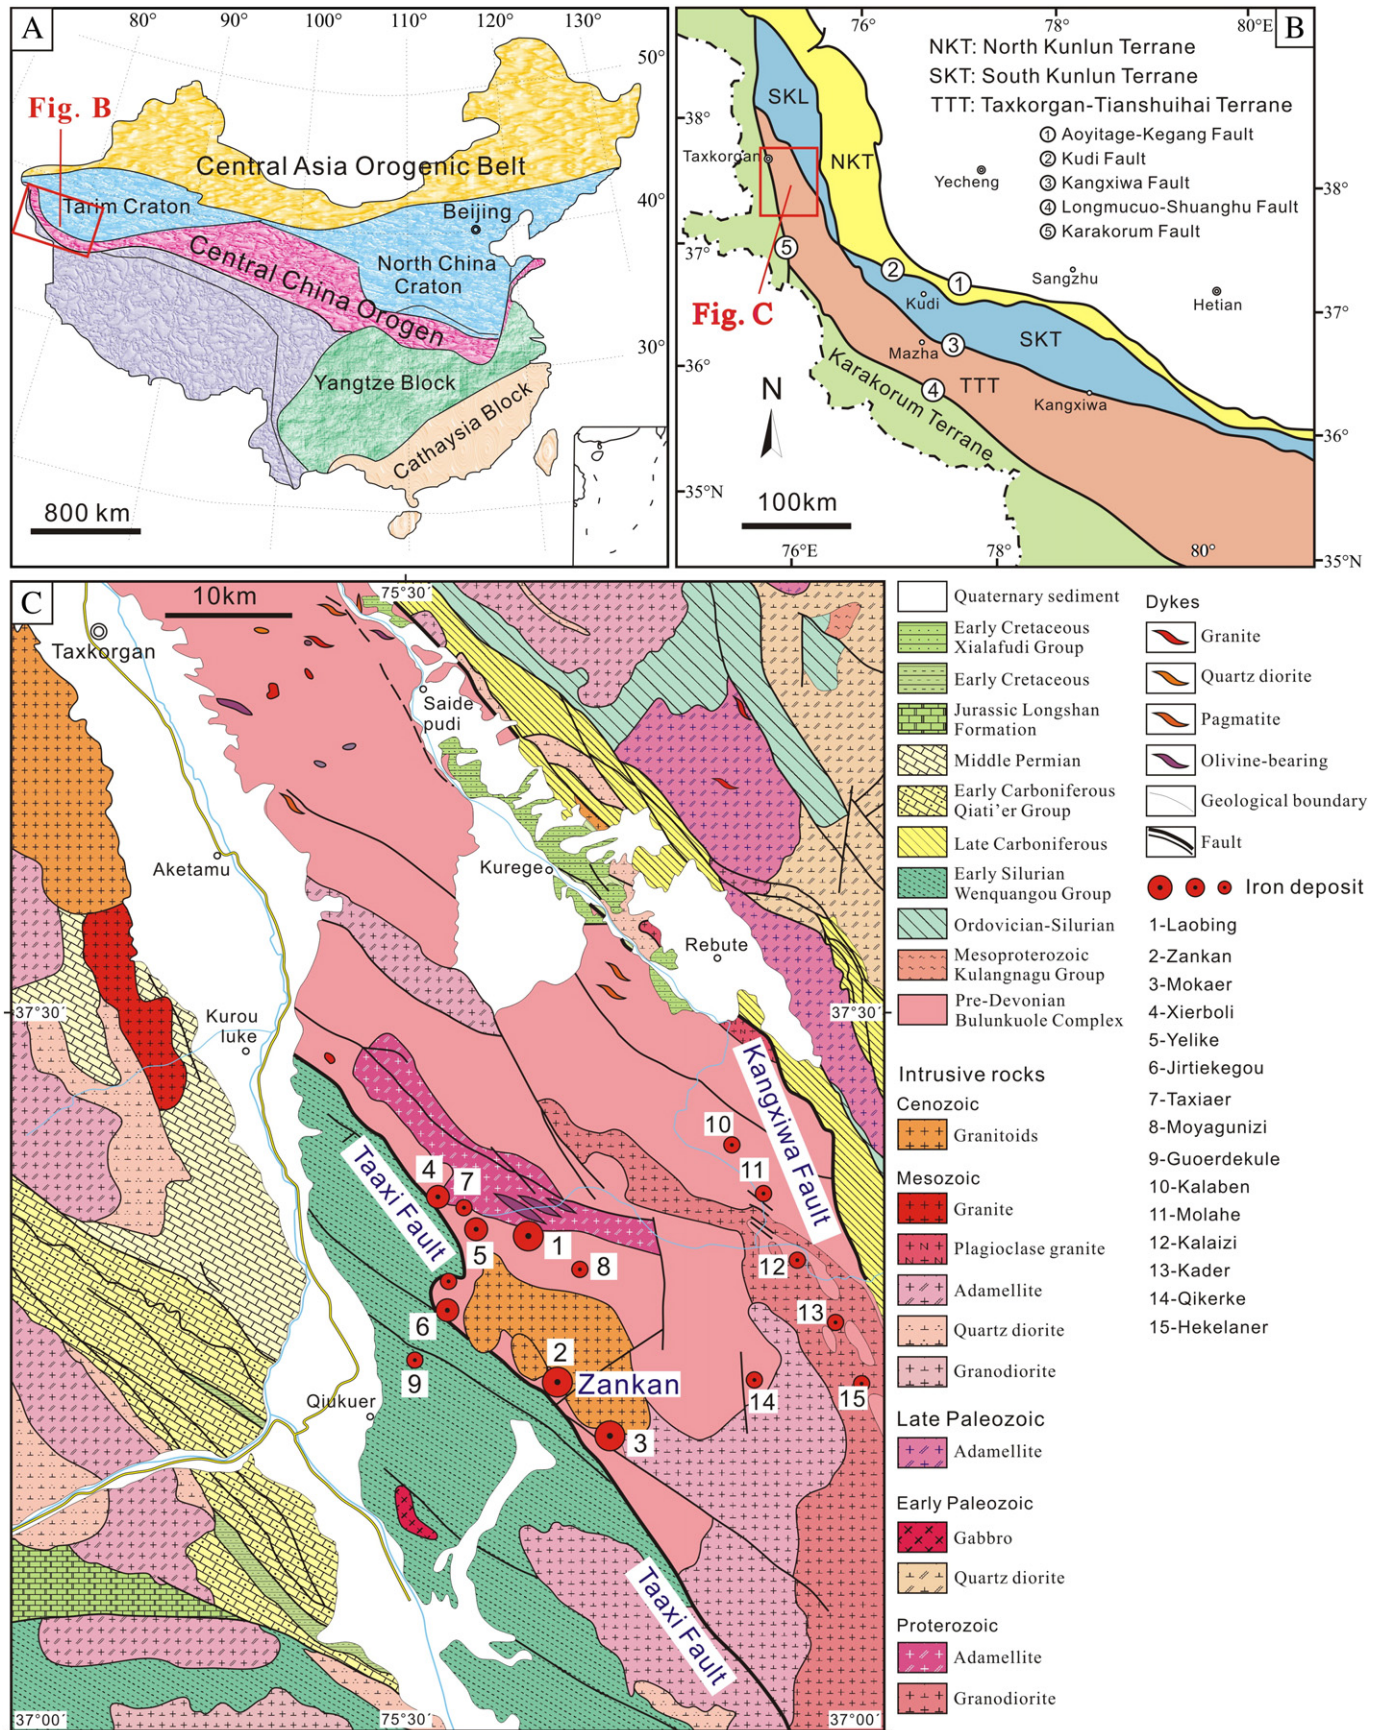 A
80°
90°
100°
110°
120°
130°
50°
40°
30°
Fig. B
Central Asia Orogenic Belt
Tarim Craton
Beijing
North China
Craton
Central China Orogen
Yangtze Block
Cathaysia Block
800 km
B
76°
78°
80°E
38°
37°
36°
35°N
38°
37°
36°
35°N
76°E
78°
80°
NKT: North Kunlun Terrane
SKT: South Kunlun Terrane
TTT: Taxkorgan-Tianshuihai Terrane
① Aoyitage-Kegang Fault
② Kudi Fault
③ Kangxiwa Fault
④ Longmucuo-Shuanghu Fault
⑤ Karakorum Fault
SKL
NKT
Taxkorgan
Yecheng
Sangzhu
Hetian
Kudi
SKT
Mazha
TTT
Kangxiwa
Karakorum Terrane
1
2
3
4
5
Fig. C
N
100km
C
10km
75°30′
Taxkorgan
Saide
pudi
Aketamu
Kurege
Rebute
37°30′
37°30′
Kurou
luke
Kangxiwa Fault
Taaxi Fault
10
11
4
7
5
1
8
12
6
13
2
Zankan
9
14
15
3
Qiukuer
Taaxi Fault
37°00′
75°30′
37°00′
Quaternary sediment
Early Cretaceous
Xialafudi Group
Early Cretaceous
Jurassic Longshan
Formation
Middle Permian
Early Carboniferous
Qiati’er Group
Late Carboniferous
Early Silurian
Wenquangou Group
Ordovician-Silurian
Mesoproterozoic
Kulangnagu Group
Pre-Devonian
Bulunkuole Complex
Intrusive rocks
Cenozoic
Granitoids
Mesozoic
Granite
Plagioclase granite
Adamellite
Quartz diorite
Granodiorite
Late Paleozoic
Adamellite
Early Paleozoic
Gabbro
Quartz diorite
Proterozoic
Adamellite
Granodiorite
Dykes
Granite
Quartz diorite
Pagmatite
Olivine-bearing
Geological boundary
Fault
Iron deposit
1-Laobing
2-Zankan
3-Mokaer
4-Xierboli
5-Yelike
6-Jirtiekegou
7-Taxiaer
8-Moyagunizi
9-Guoerdekule
10-Kalaben
11-Molahe
12-Kalaizi
13-Kader
14-Qikerke
15-Hekelaner